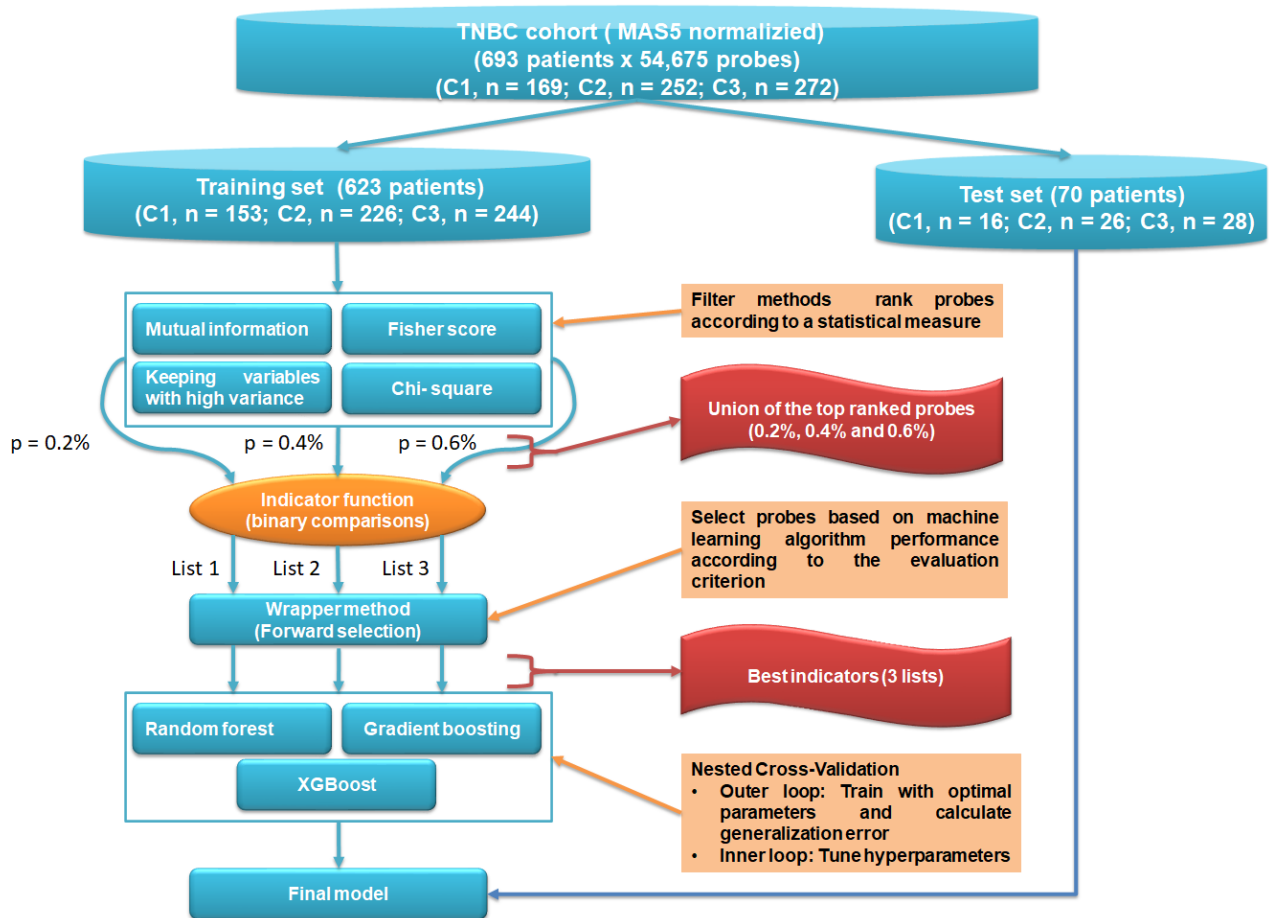 TNBC cohort ( MAS5 normalizied)
(693 patients x 54,675 probes)
(C1, n = 169; C2, n = 252; C3, n = 272)
Training set (623 patients)
(C1, n = 153; C2, n = 226; C3, n = 244)
Test set (70 patients)
(C1, n = 16; C2, n = 26; C3, n = 28)
Mutual information
Fisher score
Keeping variables
with high variance
Chi- square
Filter methods rank probes
according to a statistical measure
p = 0.2%
p = 0.4%
p = 0.6%
Union of the top ranked probes
(0.2%, 0.4% and 0.6%)
Indicator function
(binary comparisons)
List 1
List 2
List 3
Select probes based on machine
learning algorithm performance
according to the evaluation
criterion
Wrapper method
(Forward selection)
Best indicators (3 lists)
Random forest
Gradient boosting
XGBoost
Nested Cross-Validation
• Outer loop: Train with optimal
parameters and calculate
generalization error
• Inner loop: Tune hyperparameters
Final model